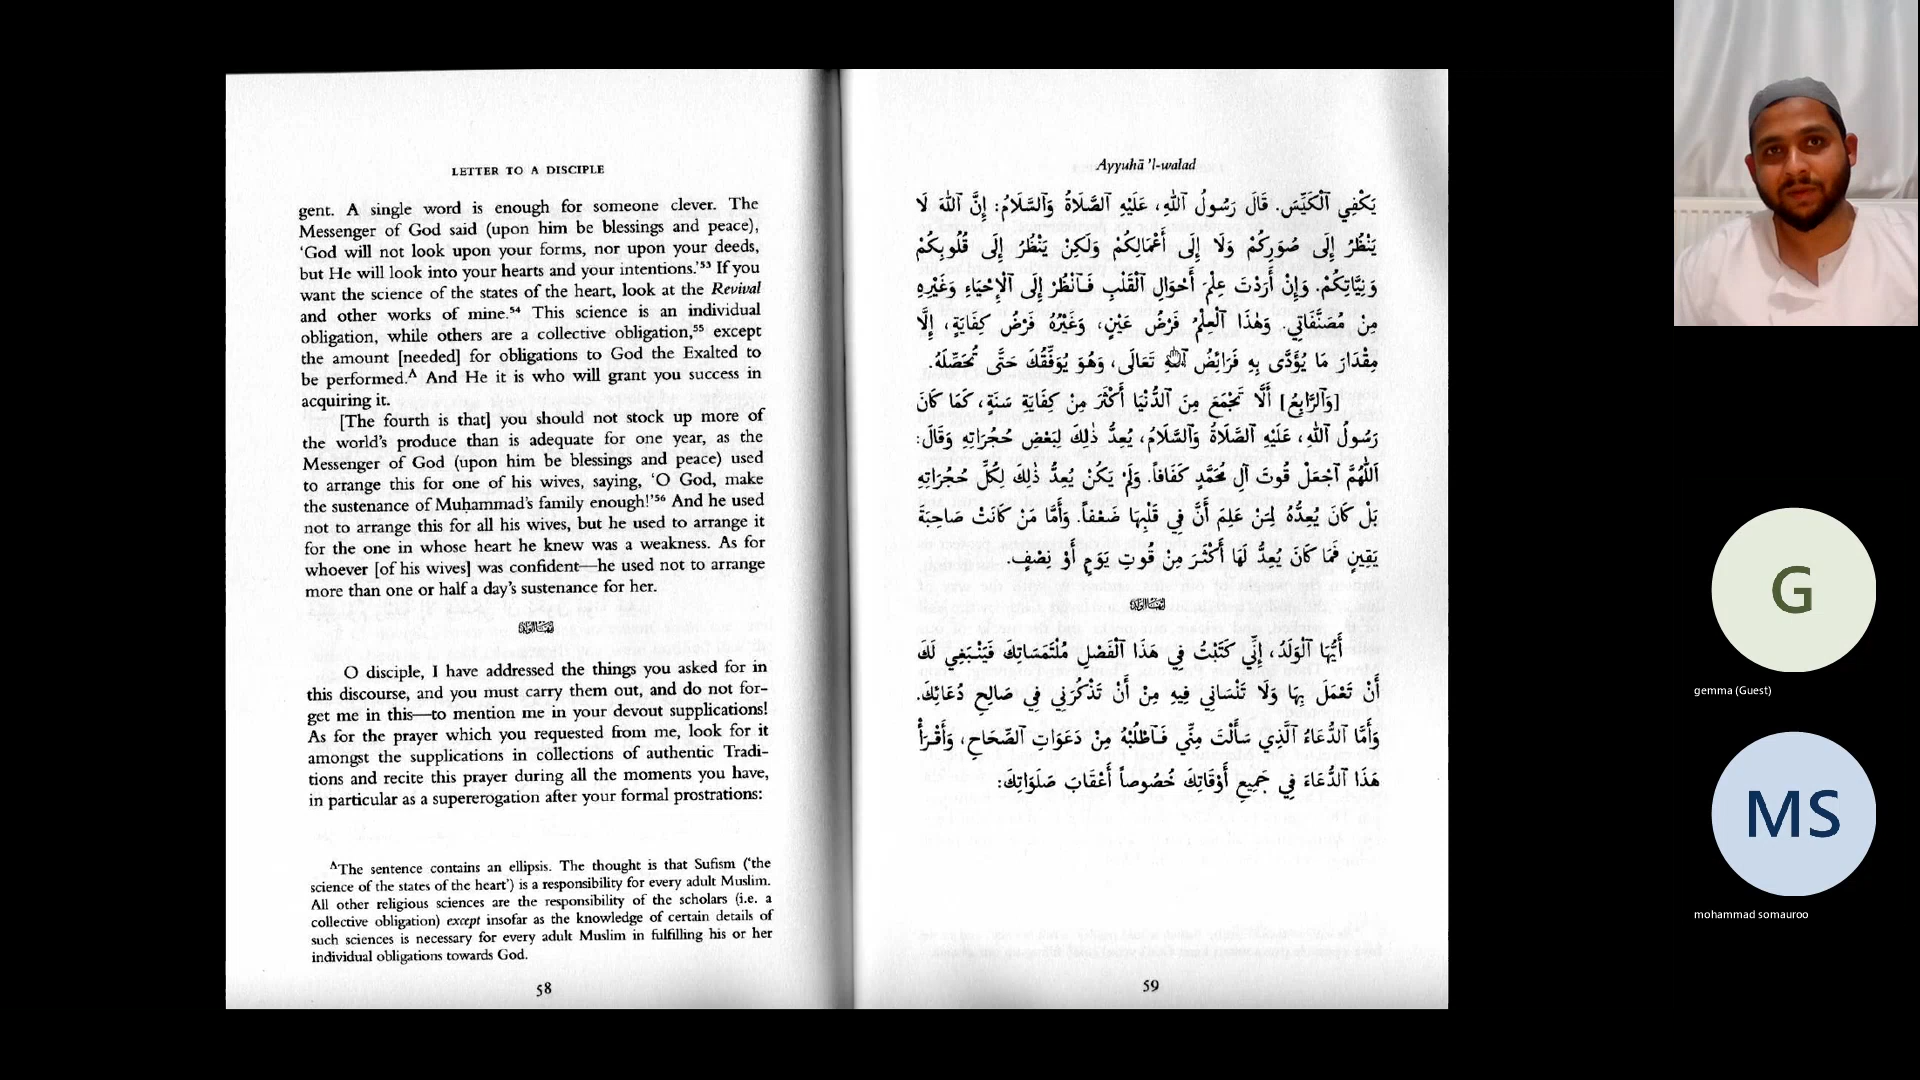 LETTER TO A DISCIPLE
gent. A single word is enough for someone clever. The
Messenger of God said (upon him be blessings and peace),
‘God will not look upon your forms, nor upon your deeds,
but He will look into your hearts and your intentions.’⁵³ If you
want the science of the states of the heart, look at the Revival
and other works of mine.⁵⁴ This science is an individual
obligation, while others are a collective obligation,⁵⁵ except
the amount [needed] for obligations to God the Exalted to
be performed.ᴬ And He it is who will grant you success in
acquiring it.
[The fourth is that] you should not stock up more of
the world’s produce than is adequate for one year, as the
Messenger of God (upon him be blessings and peace) used
to arrange this for one of his wives, saying, ‘O God, make
the sustenance of Muḥammad’s family enough!’⁵⁶ And he used
not to arrange this for all his wives, but he used to arrange it
for the one in whose heart he knew was a weakness. As for
whoever [of his wives] was confident—he used not to arrange
more than one or half a day’s sustenance for her.
O disciple, I have addressed the things you asked for in
this discourse, and you must carry them out, and do not for-
get me in this—to mention me in your devout supplications!
As for the prayer which you requested from me, look for it
amongst the supplications in collections of authentic Tradi-
tions and recite this prayer during all the moments you have,
in particular as a supererogation after your formal prostrations:
ᴬThe sentence contains an ellipsis. The thought is that Sufism (‘the
science of the states of the heart’) is a responsibility for every adult Muslim.
All other religious sciences are the responsibility of the scholars (i.e. a
collective obligation) except insofar as the knowledge of certain details of
such sciences is necessary for every adult Muslim in fulfilling his or her
individual obligations towards God.
58
Ayyuhā ’l-walad
يَكْفِي ٱلْكَيِّسَ. قَالَ رَسُولُ ٱللهِ، عَلَيْهِ ٱلصَّلَاةُ وَٱلسَّلَامُ: إِنَّ ٱللهَ لَا
يَنْظُرُ إِلَى صُوَرِكُمْ وَلَا إِلَى أَعْمَالِكُمْ وَلَكِنْ يَنْظُرُ إِلَى قُلُوبِكُمْ
وَنِيَّاتِكُمْ. وَإِنْ أَرَدْتَ عِلْمَ أَحْوَالِ ٱلْقَلْبِ فَٱنْظُرْ إِلَى ٱلْإِحْيَاءِ وَغَيْرِهِ
مِنْ مُصَنَّفَاتِي. وَهٰذَا ٱلْعِلْمُ فَرْضُ عَيْنٍ، وَغَيْرُهُ فَرْضُ كِفَايَةٍ، إِلَّا
مِقْدَارَ مَا يُؤَدَّى بِهِ فَرَائِضُ ٱللهِ تَعَالَى، وَهُوَ يُوَفِّقُكَ حَتَّى تُحَصِّلَهُ.
[وَٱلرَّابِعُ] أَلَّا تَجْمَعَ مِنَ ٱلدُّنْيَا أَكْثَرَ مِنْ كِفَايَةِ سَنَةٍ، كَمَا كَانَ
رَسُولُ ٱللهِ، عَلَيْهِ ٱلصَّلَاةُ وَٱلسَّلَامُ، يُعِدُّ ذٰلِكَ لِبَعْضِ حُجُرَاتِهِ وَقَالَ:
اَللّٰهُمَّ ٱجْعَلْ قُوتَ آلِ مُحَمَّدٍ كَفَافاً. وَلَمْ يَكُنْ يُعِدُّ ذٰلِكَ لِكُلِّ حُجُرَاتِهِ
بَلْ كَانَ يُعِدُّهُ لِمَنْ عَلِمَ أَنَّ فِي قَلْبِهَا ضَعْفاً. وَأَمَّا مَنْ كَانَتْ صَاحِبَةَ
يَقِينٍ فَمَا كَانَ يُعِدُّ لَهَا أَكْثَرَ مِنْ قُوتِ يَوْمٍ أَوْ نِصْفٍ.
أَيُّهَا ٱلْوَلَدُ، إِنِّي كَتَبْتُ فِي هَذَا ٱلْفَصْلِ مُلْتَمَسَاتِكَ فَيَنْبَغِي لَكَ
أَنْ تَعْمَلَ بِهَا وَلَا تَنْسَانِي فِيهِ مِنْ أَنْ تَذْكُرَنِي فِي صَالِحِ دُعَائِكَ.
وَأَمَّا ٱلدُّعَاءُ ٱلَّذِي سَأَلْتَ مِنِّي فَٱطْلُبْهُ مِنْ دَعَوَاتِ ٱلصِّحَاحِ، وَٱقْرَأْ
هَذَا ٱلدُّعَاءَ فِي جَمِيعِ أَوْقَاتِكَ خُصُوصاً أَعْقَابَ صَلَوَاتِكَ:
59
G
gemma (Guest)
MS
mohammad somauroo